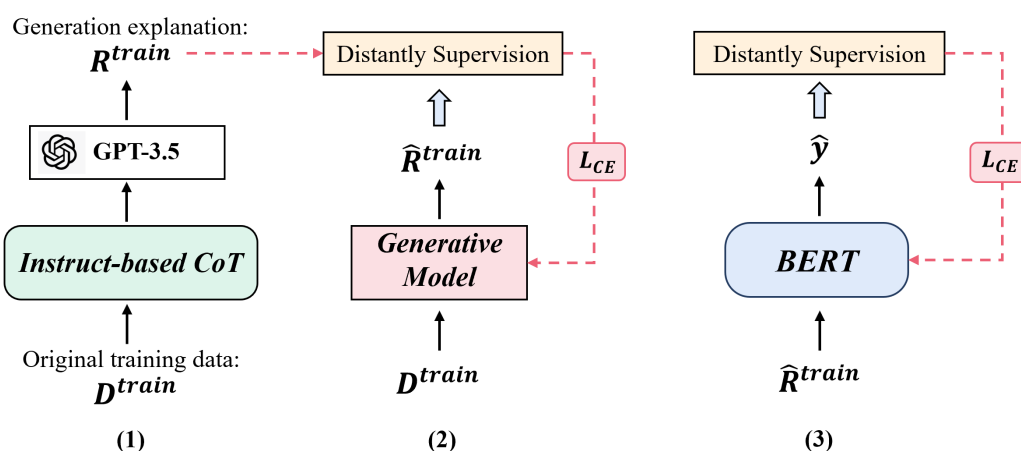 Generation explanation:
R^train
GPT-3.5
Instruct-based CoT
Original training data:
D^train
(1)
Distantly Supervision
R̂^train
L_CE
Generative
Model
D^train
(2)
Distantly Supervision
ŷ
L_CE
BERT
R̂^train
(3)